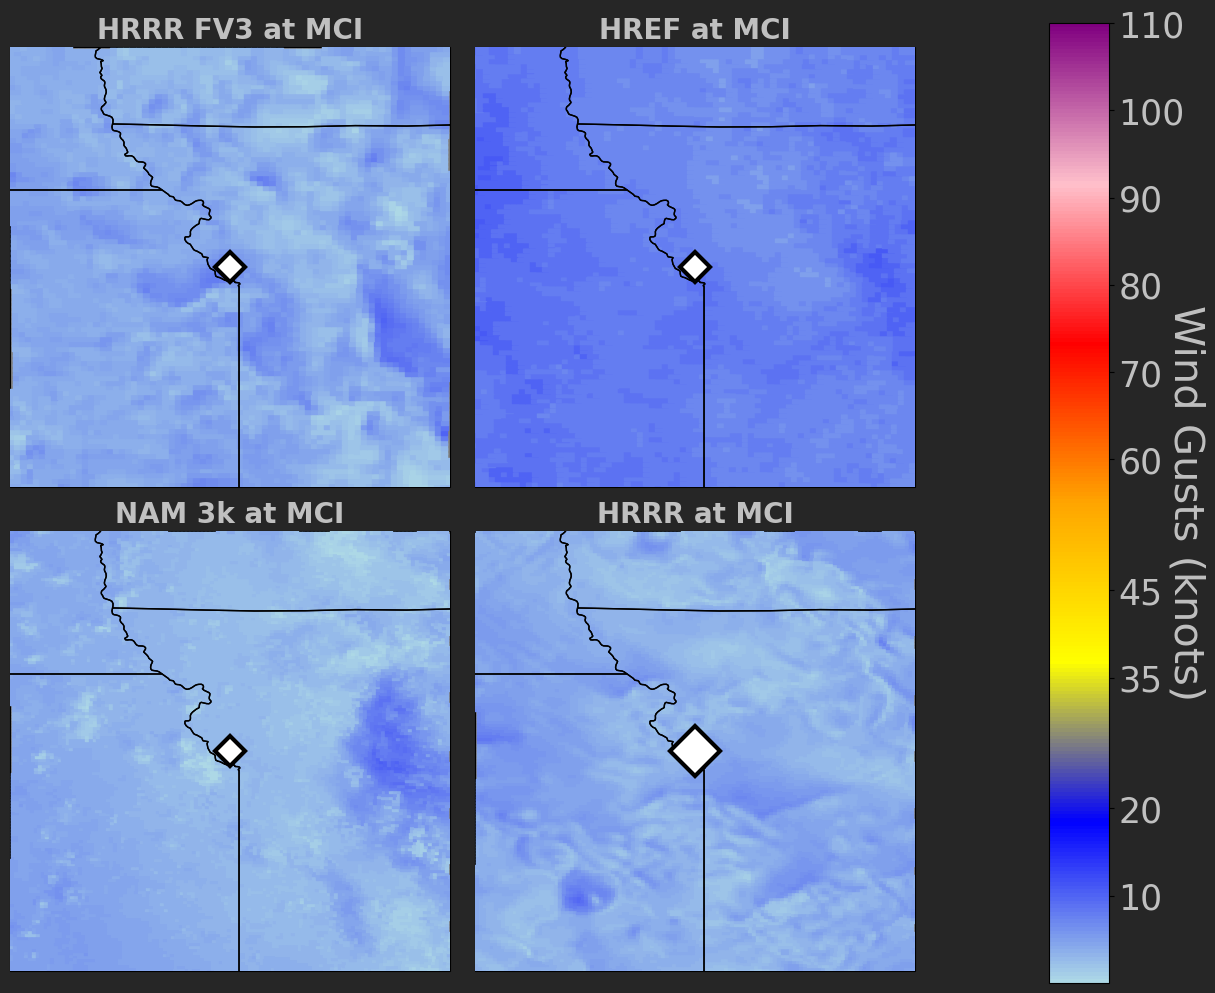 HRRR FV3 at MCI
HREF at MCI
NAM 3k at MCI
HRRR at MCI
110
100
90
80
70
60
45
35
20
10
Wind Gusts (knots)